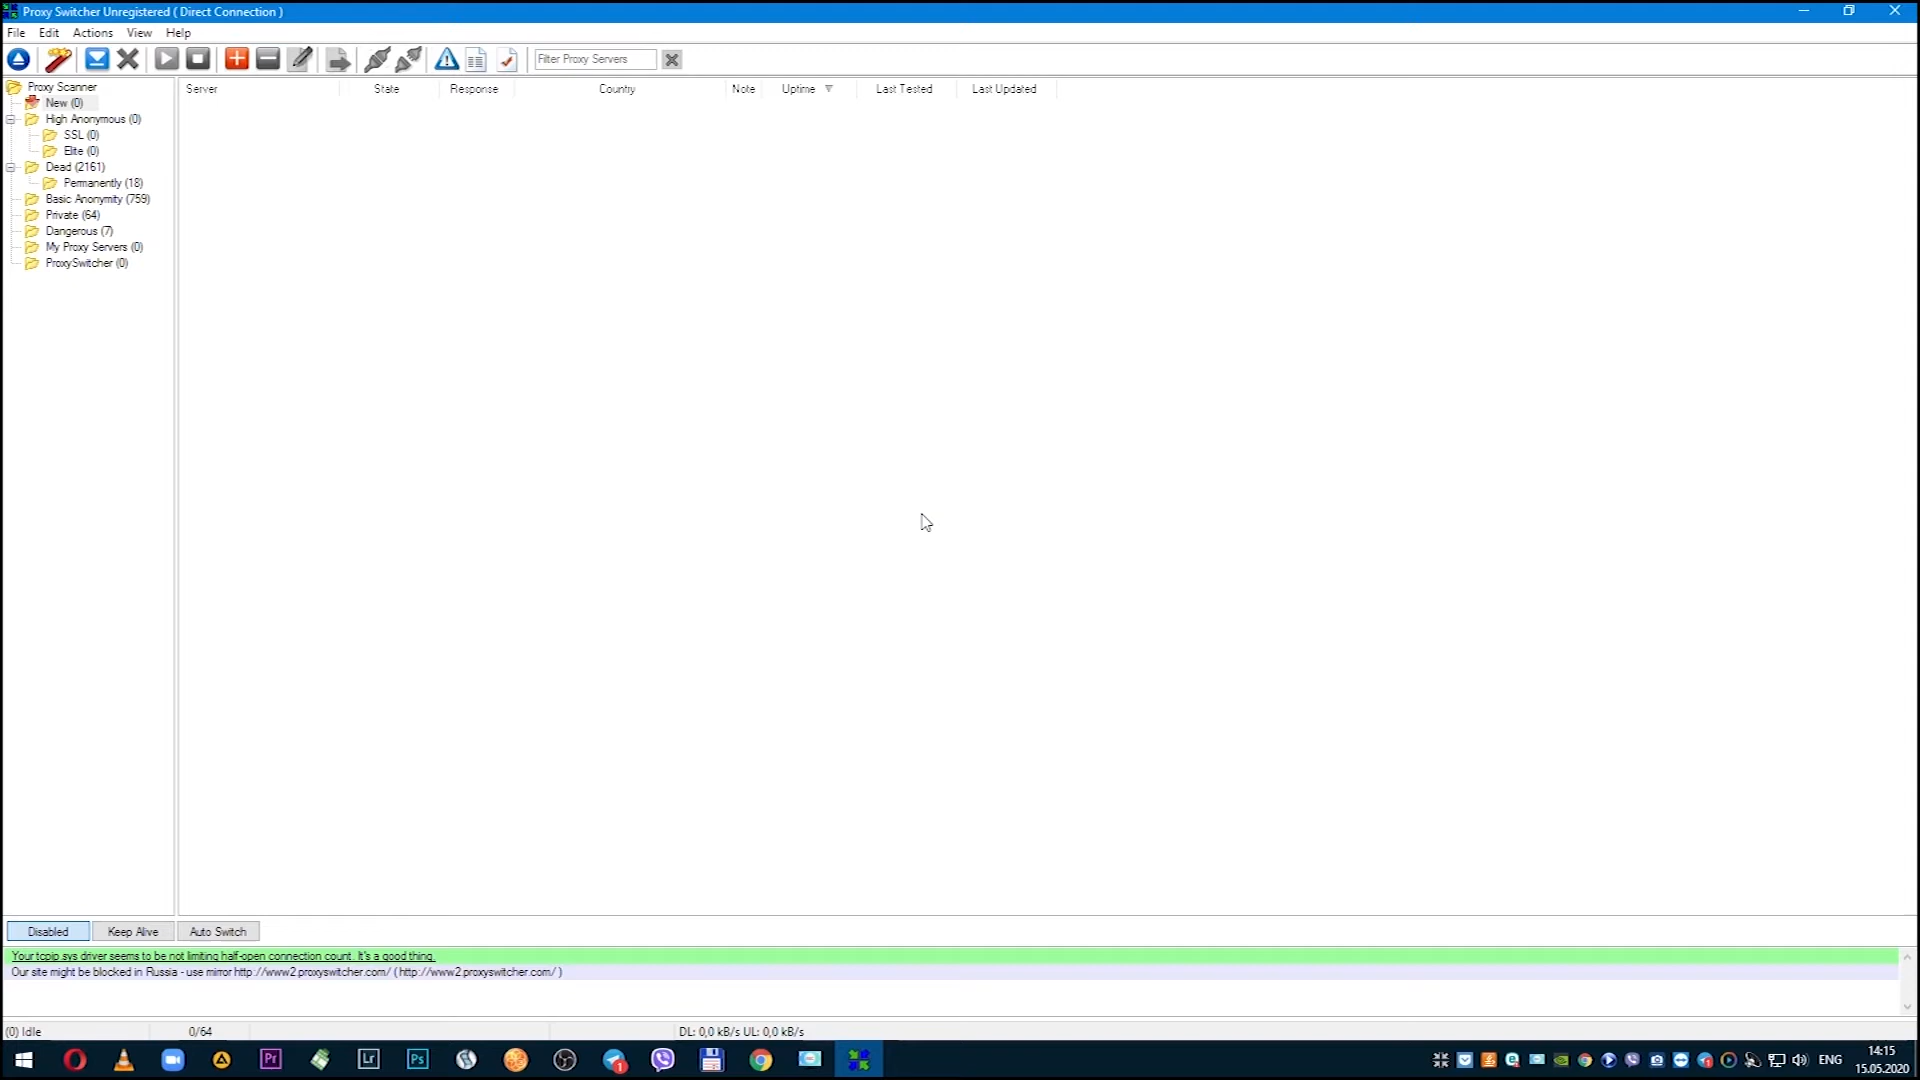 Proxy Switcher Unregistered ( Direct Connection )
File Edit Actions View Help
Filter Proxy Servers
Proxy Scanner
New (0)
High Anonymous (0)
SSL (0)
Elite (0)
Dead (2161)
Permanently (18)
Basic Anonymity (759)
Private (64)
Dangerous (7)
My Proxy Servers (0)
ProxySwitcher (0)
Server State Response Country Note Uptime Last Tested Last Updated
Disabled Keep Alive Auto Switch
Your tcpip.sys driver seems to be not limiting half-open connection count. It's a good thing.
Our site might be blocked in Russia - use mirror http://www2.proxyswitcher.com/ ( http://www2.proxyswitcher.com/ )
(0) Idle 0/64 DL: 0,0 kB/s UL: 0,0 kB/s
Pr Lr Ps 1 ENG 14:15
15.05.2020